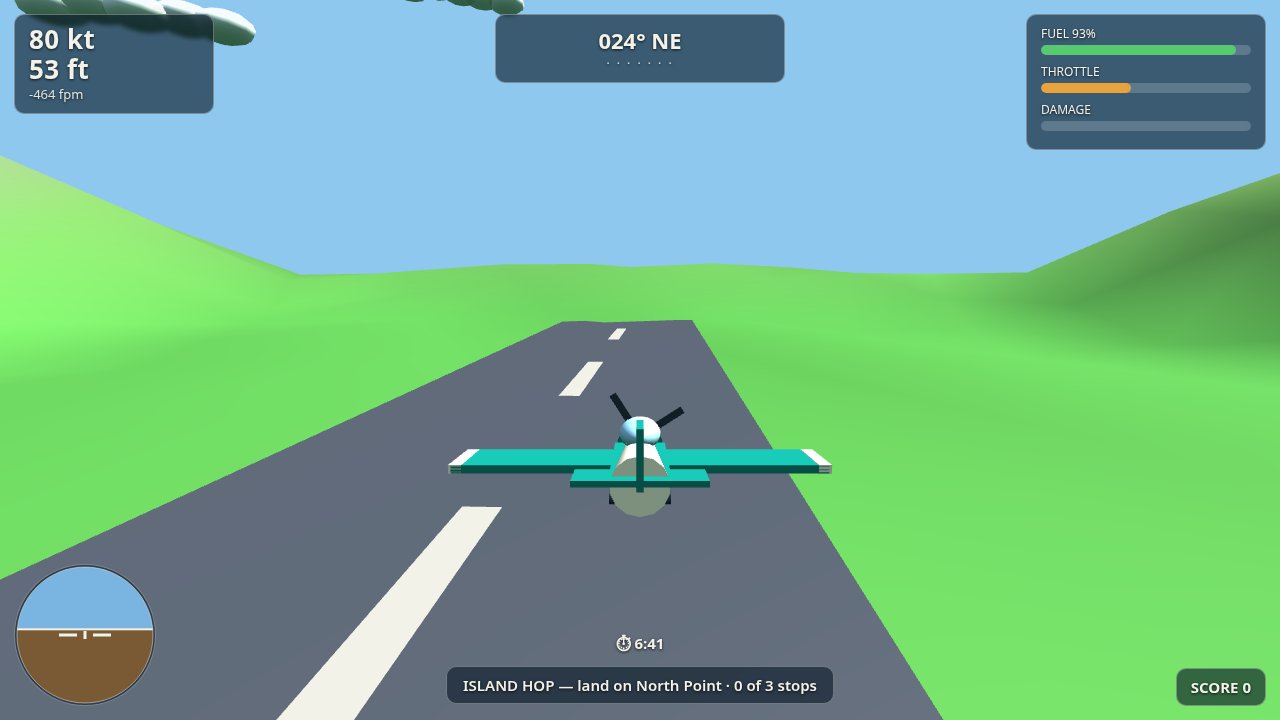 80 kt
53 ft
-464 fpm
024° NE
FUEL 93%
THROTTLE
DAMAGE
⏱ 6:41
ISLAND HOP — land on North Point · 0 of 3 stops
SCORE 0